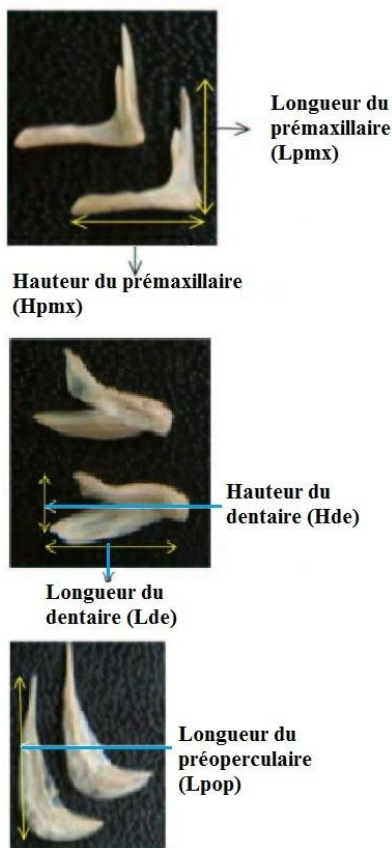 Longueur du
prémaxillaire
(Lpmx)
Hauteur du prémaxillaire
(Hpmx)
Hauteur du
dentaire (Hde)
Longueur du
dentaire (Lde)
Longueur du
préoperculaire
(Lpop)